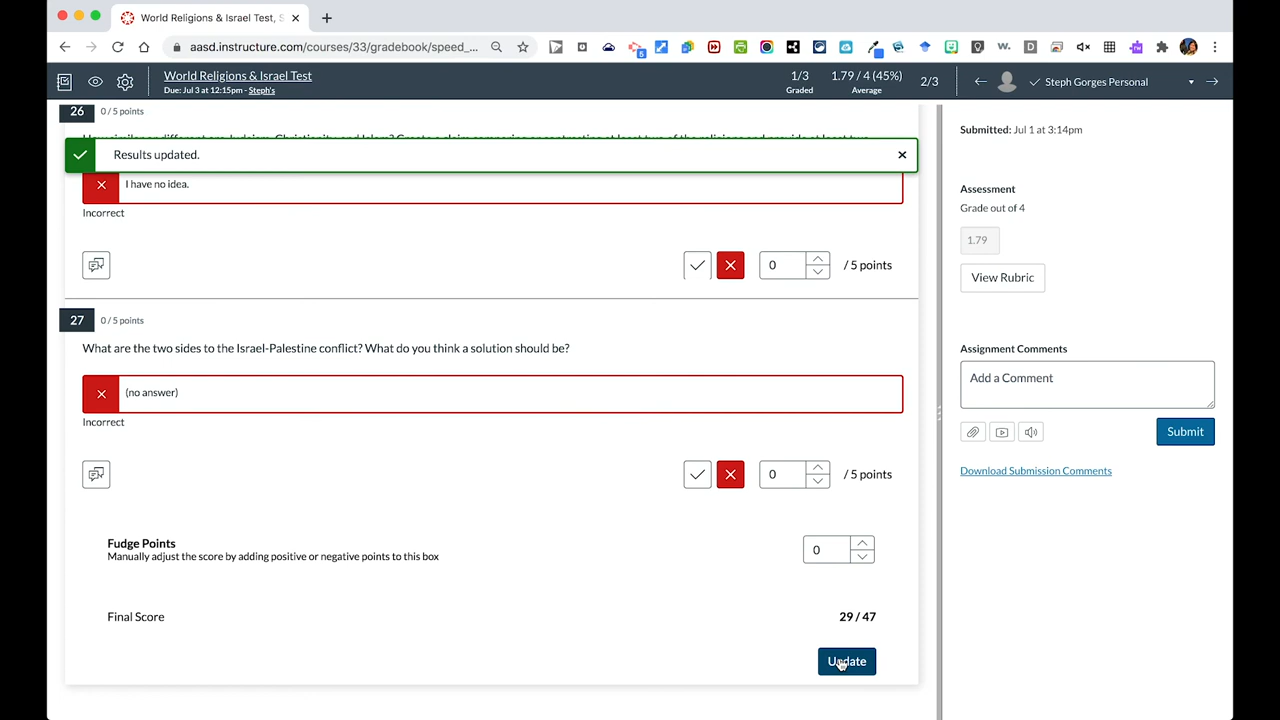 World Religions & Israel Test, S
aasd.instructure.com/courses/33/gradebook/speed_...
World Religions & Israel Test
Due: Jul 3 at 12:15pm - Steph's
1/3
Graded
1.79 / 4 (45%)
Average
2/3
Steph Gorges Personal
26
0 / 5 points
Results updated.
I have no idea.
Incorrect
0
/ 5 points
27
0 / 5 points
What are the two sides to the Israel-Palestine conflict? What do you think a solution should be?
(no answer)
Incorrect
0
/ 5 points
Fudge Points
Manually adjust the score by adding positive or negative points to this box
0
Final Score
29 / 47
Update
Submitted: Jul 1 at 3:14pm
Assessment
Grade out of 4
1.79
View Rubric
Assignment Comments
Add a Comment
Submit
Download Submission Comments